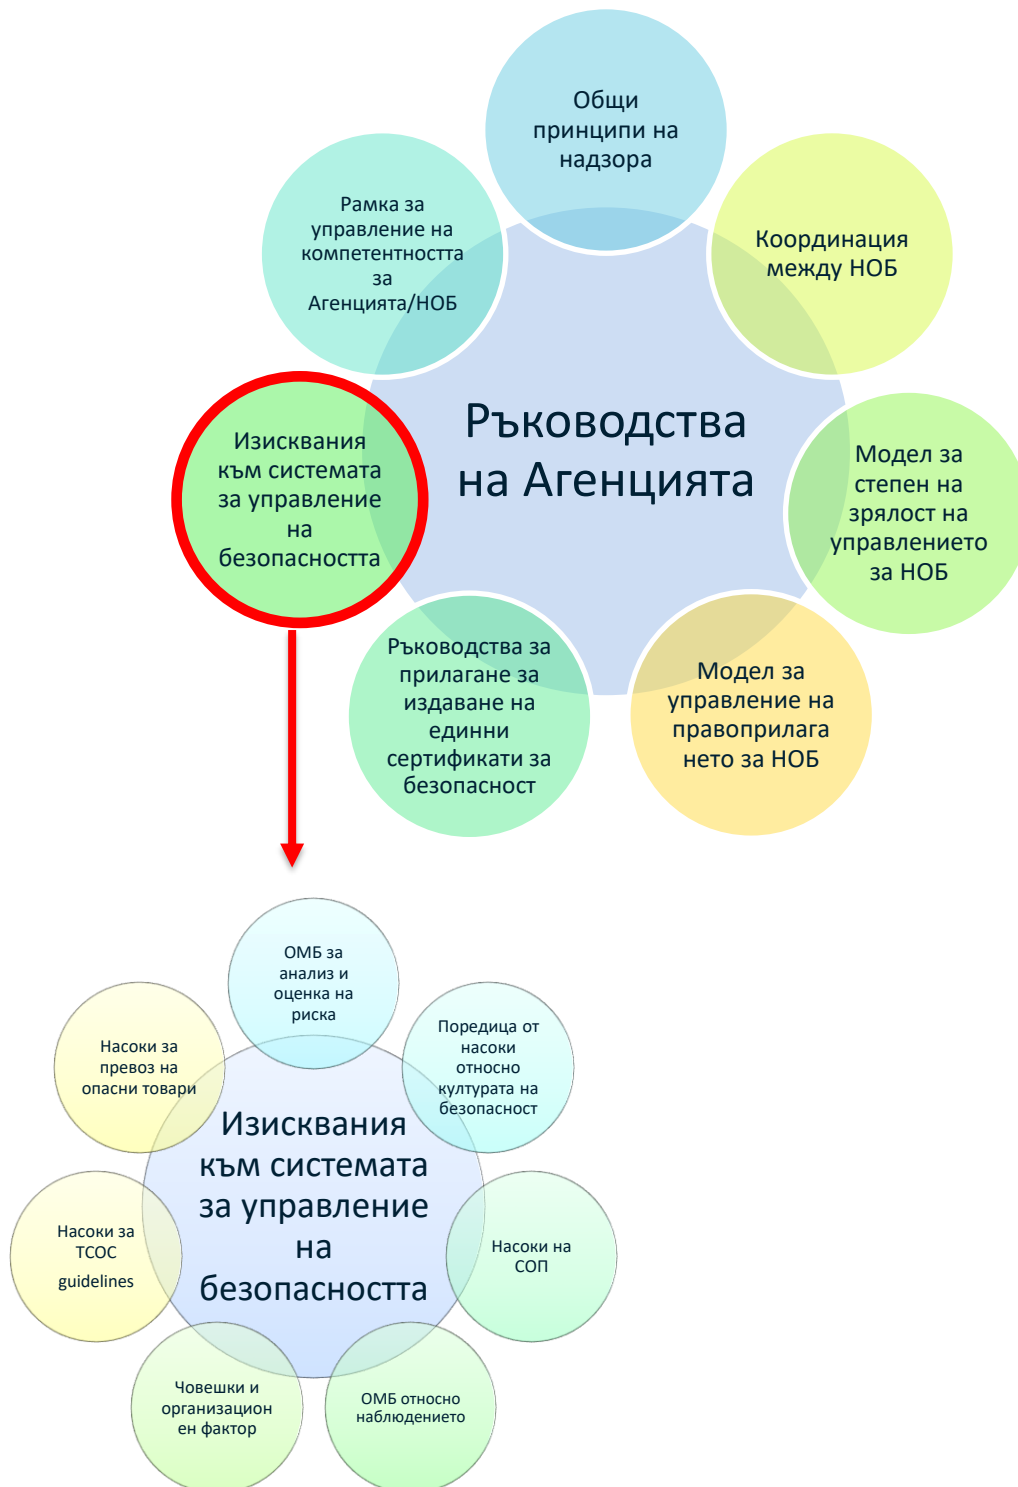 Общи
принципи на
надзора
Рамка за
управление на
компетентността
за
Агенцията/НОБ
Координация
между НОБ
Ръководства
на Агенцията
Изисквания
към системата
за управление
на
безопасността
Модел за
степен на
зрялост на
управлението
за НОБ
Ръководства за
прилагане за
издаване на
единни
сертификати за
безопасност
Модел за
управление на
правоприлага
нето за НОБ
ОМБ за
анализ и
оценка на
риска
Насоки за
превоз на
опасни товари
Поредица от
насоки
относно
културата на
безопасност
Изисквания
към системата
за управление
на
безопасността
Насоки за
ТСОС
guidelines
Насоки на
СОП
Човешки и
организацион
ен фактор
ОМБ относно
наблюдението